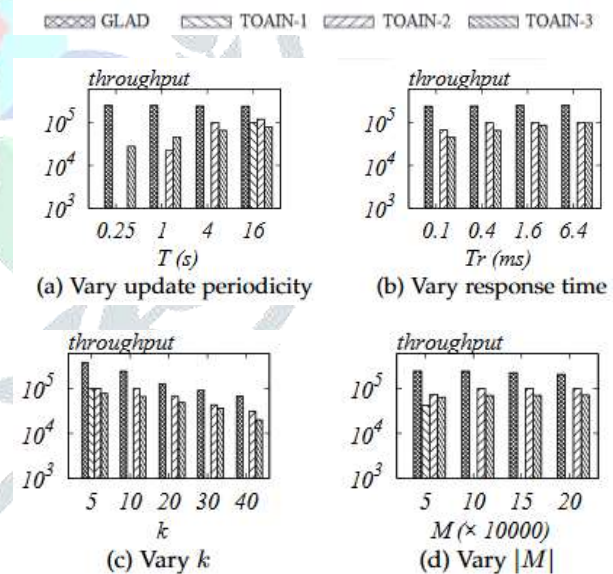 GLAD TOAIN-1 TOAIN-2 TOAIN-3
throughput
10^5
10^4
10^3
0.25 1 4 16
T (s)
(a) Vary update periodicity
throughput
10^5
10^4
10^3
0.1 0.4 1.6 6.4
Tr (ms)
(b) Vary response time
throughput
10^5
10^4
10^3
5 10 20 30 40
k
(c) Vary k
throughput
10^5
10^4
10^3
5 10 15 20
M (× 10000)
(d) Vary |M|